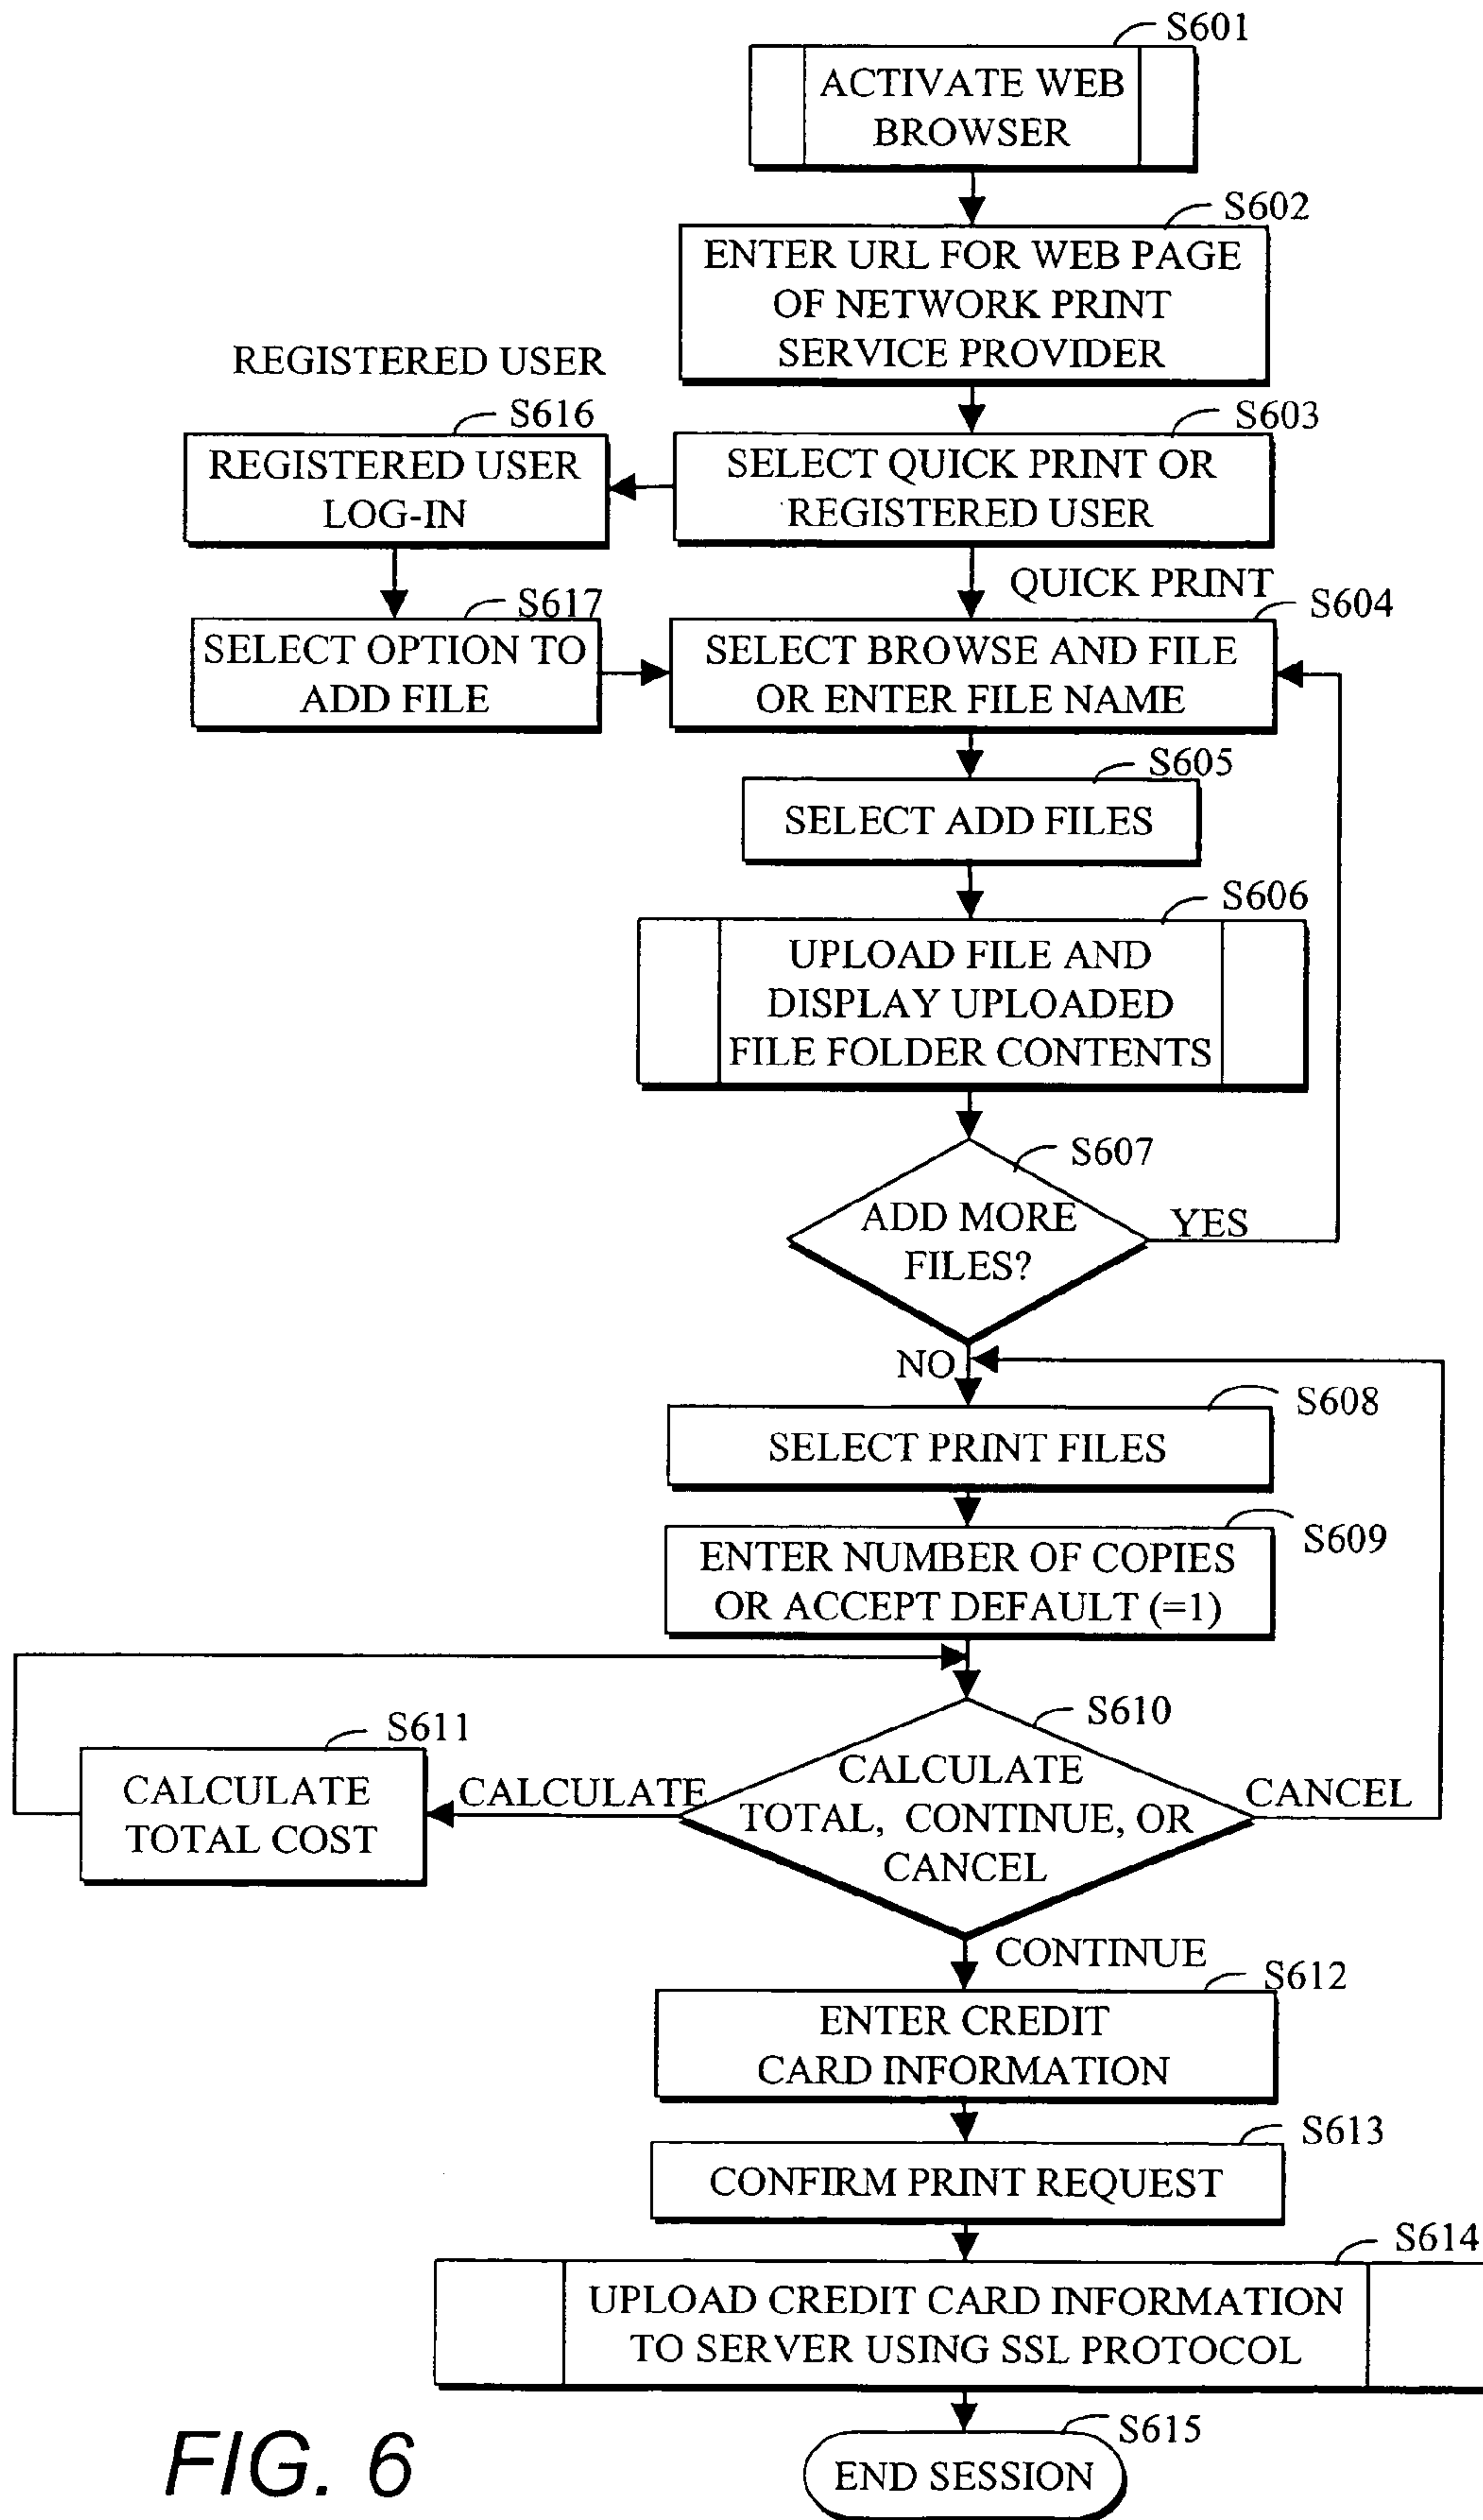 S601
ACTIVATE WEB
BROWSER
S602
ENTER URL FOR WEB PAGE
OF NETWORK PRINT
SERVICE PROVIDER
REGISTERED USER
S616
REGISTERED USER
LOG-IN
S603
SELECT QUICK PRINT OR
REGISTERED USER
QUICK PRINT
S617
SELECT OPTION TO
ADD FILE
S604
SELECT BROWSE AND FILE
OR ENTER FILE NAME
S605
SELECT ADD FILES
S606
UPLOAD FILE AND
DISPLAY UPLOADED
FILE FOLDER CONTENTS
S607
ADD MORE
FILES?
YES
NO
S608
SELECT PRINT FILES
S609
ENTER NUMBER OF COPIES
OR ACCEPT DEFAULT (=1)
S611
CALCULATE
TOTAL COST
CALCULATE
S610
CALCULATE
TOTAL, CONTINUE, OR
CANCEL
CANCEL
CONTINUE
S612
ENTER CREDIT
CARD INFORMATION
S613
CONFIRM PRINT REQUEST
S614
UPLOAD CREDIT CARD INFORMATION
TO SERVER USING SSL PROTOCOL
S615
END SESSION
FIG. 6